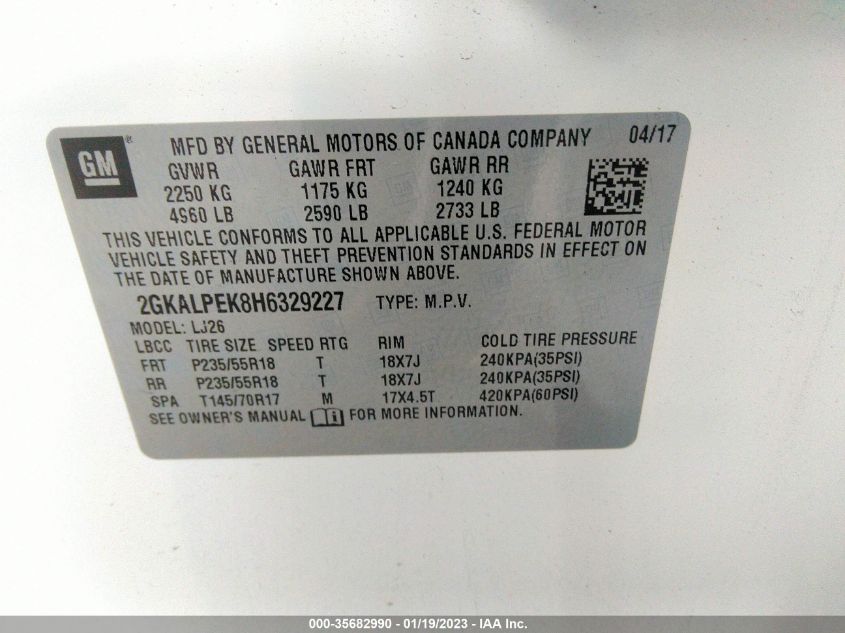 GM ® MFD BY GENERAL MOTORS OF CANADA COMPANY 04/17
GVWR GAWR FRT GAWR RR
2250 KG 1175 KG 1240 KG
4960 LB 2590 LB 2733 LB
THIS VEHICLE CONFORMS TO ALL APPLICABLE U.S. FEDERAL MOTOR
VEHICLE SAFETY AND THEFT PREVENTION STANDARDS IN EFFECT ON
THE DATE OF MANUFACTURE SHOWN ABOVE.
2GKALPEK8H6329227 TYPE: M.P.V.
MODEL: LJ26
LBCC TIRE SIZE SPEED RTG RIM COLD TIRE PRESSURE
FRT P235/55R18 T 18X7J 240KPA(35PSI)
RR P235/55R18 T 18X7J 240KPA(35PSI)
SPA T145/70R17 M 17X4.5T 420KPA(60PSI)
SEE OWNER'S MANUAL FOR MORE INFORMATION.
000-35682990 - 01/19/2023 - IAA Inc.